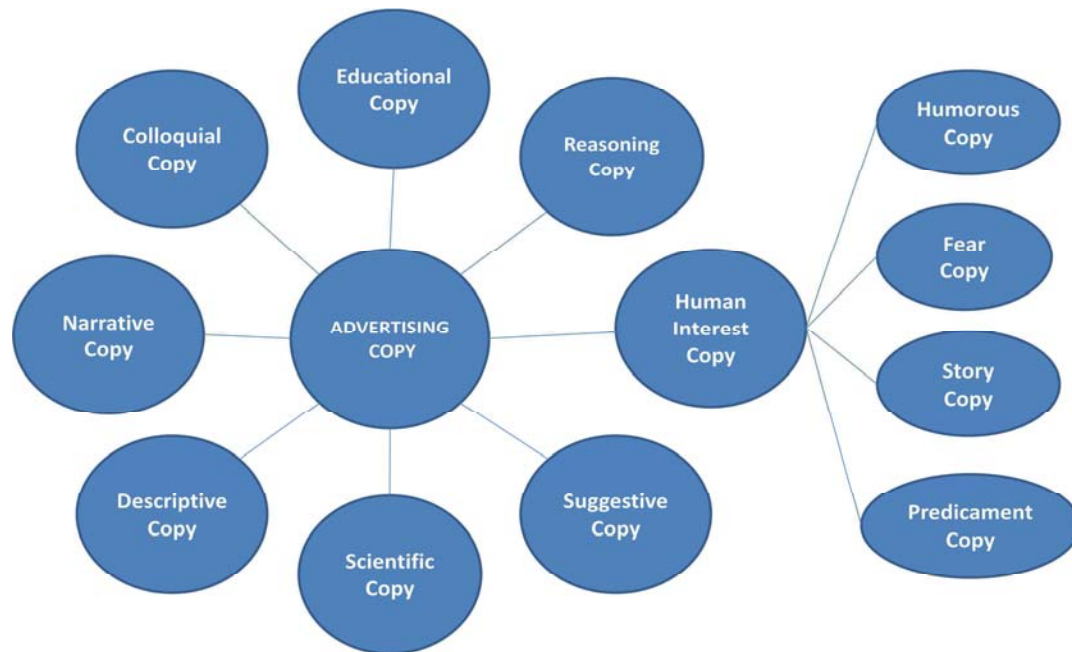 Educational
Copy
Colloquial
Copy
Reasoning
Copy
Humorous
Copy
Fear
Copy
Narrative
Copy
ADVERTISING
COPY
Human
Interest
Copy
Story
Copy
Descriptive
Copy
Scientific
Copy
Suggestive
Copy
Predicament
Copy